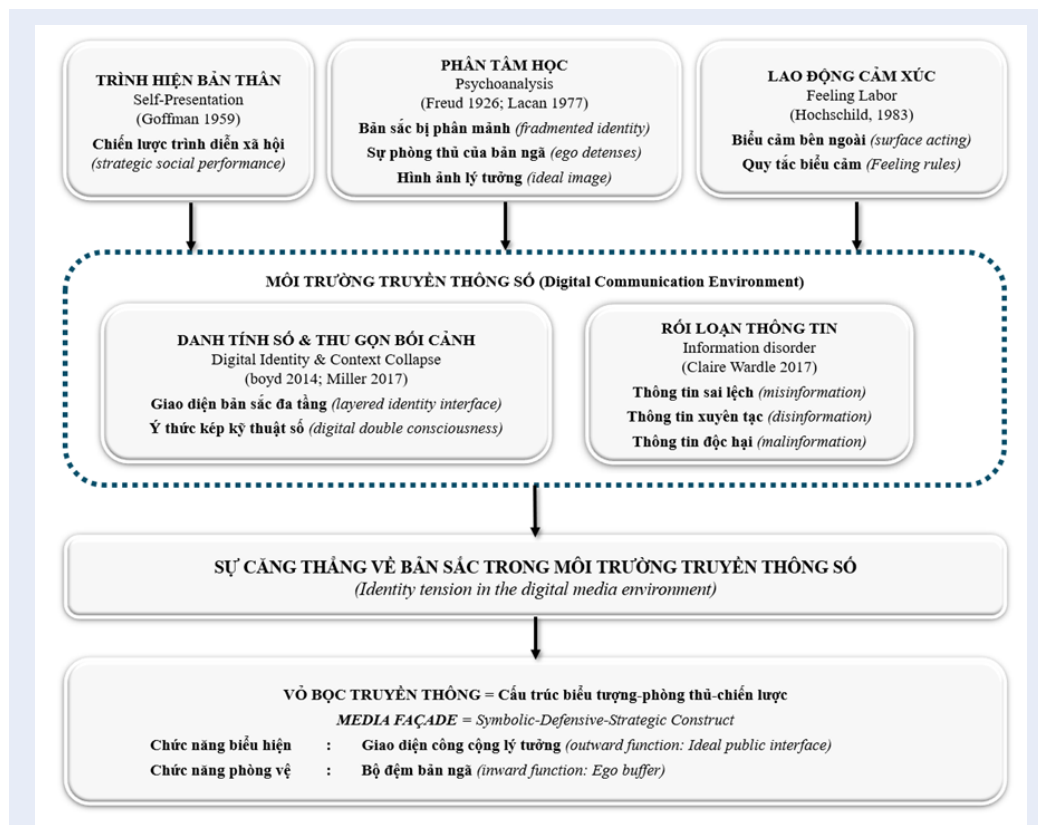 TRÌNH HIỆN BẢN THÂN
Self-Presentation
(Goffman 1959)
Chiến lược trình diễn xã hội
(strategic social performance)
PHÂN TÂM HỌC
Psychoanalysis
(Freud 1926; Lacan 1977)
Bản sắc bị phân mảnh (fradmented identity)
Sự phòng thủ của bản ngã (ego detenses)
Hình ảnh lý tưởng (ideal image)
LAO ĐỘNG CẢM XÚC
Feeling Labor
(Hochschild, 1983)
Biểu cảm bên ngoài (surface acting)
Quy tắc biểu cảm (Feeling rules)
MÔI TRƯỜNG TRUYỀN THÔNG SỐ (Digital Communication Environment)
DANH TÍNH SỐ & THU GỌN BỐI CẢNH
Digital Identity & Context Collapse
(boyd 2014; Miller 2017)
Giao diện bản sắc đa tầng (layered identity interface)
Ý thức kép kỹ thuật số (digital double consciousness)
RỐI LOẠN THÔNG TIN
Information disorder
(Claire Wardle 2017)
Thông tin sai lệch (misinformation)
Thông tin xuyên tạc (disinformation)
Thông tin độc hại (malinformation)
SỰ CĂNG THẲNG VỀ BẢN SẮC TRONG MÔI TRƯỜNG TRUYỀN THÔNG SỐ
(Identity tension in the digital media environment)
VỎ BỌC TRUYỀN THÔNG = Cấu trúc biểu tượng-phòng thủ-chiến lược
MEDIA FAÇADE = Symbolic-Defensive-Strategic Construct
Chức năng biểu hiện : Giao diện công cộng lý tưởng (outward function: Ideal public interface)
Chức năng phòng vệ : Bộ đệm bản ngã (inward function: Ego buffer)